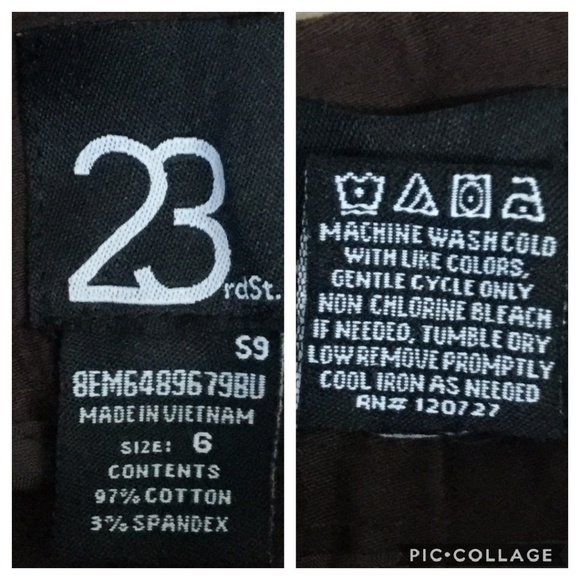 23
rdSt.
S9
8EM6489679BU
MADE IN VIETNAM
SIZE: 6
CONTENTS
97% COTTON
3% SPANDEX
MACHINE WASH COLD
WITH LIKE COLORS,
GENTLE CYCLE ONLY
NON CHLORINE BLEACH
IF NEEDED, TUMBLE DRY
LOW REMOVE PROMPTLY
COOL IRON AS NEEDED
RN# 120727
PIC•COLLAGE